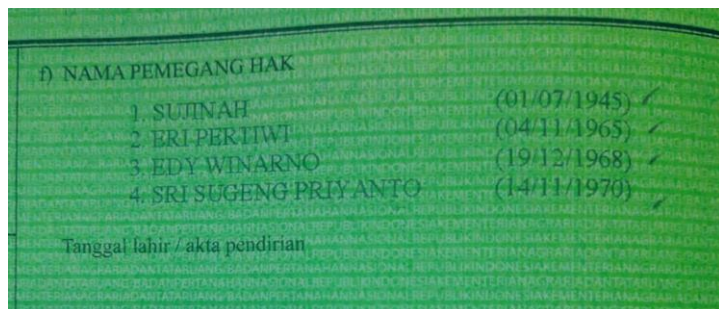 f) NAMA PEMEGANG HAK
1. SUJINAH (01/07/1945)
2. ERI PERTIWI (04/11/1965)
3. EDY WINARNO (19/12/1968)
4. SRI SUGENG PRIYANTO (14/11/1970)
Tanggal lahir / akta pendirian